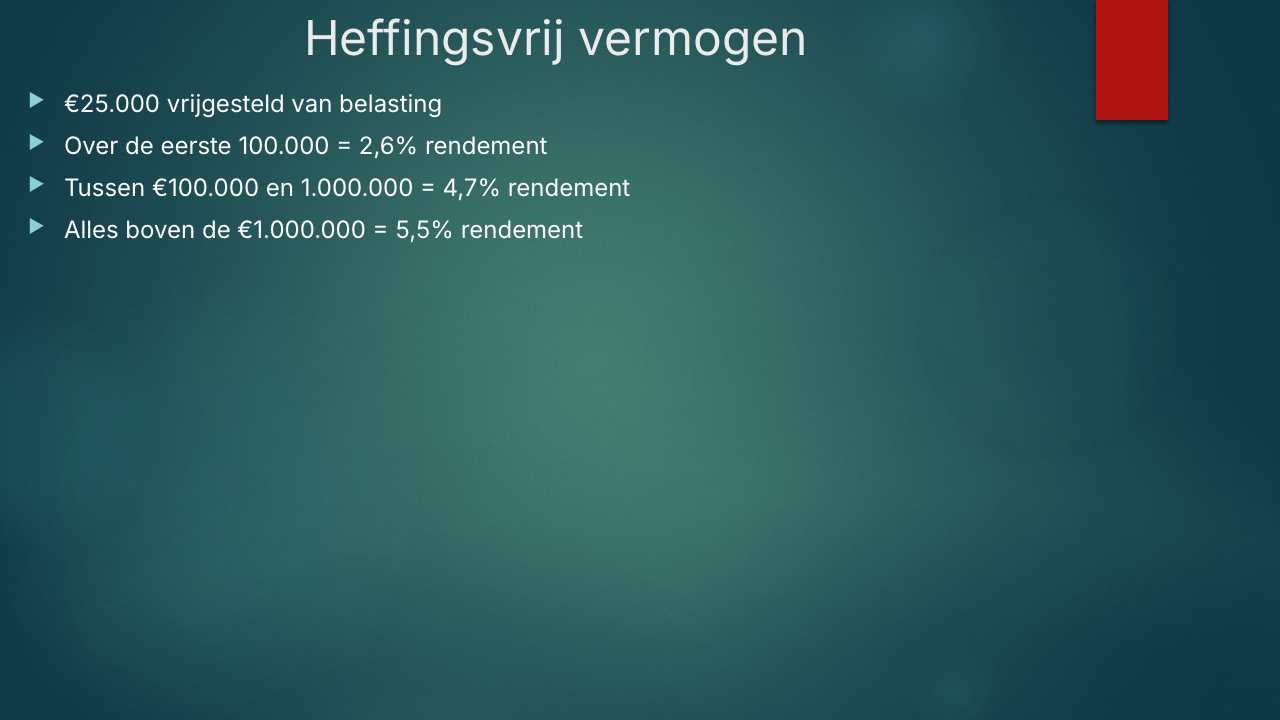 Heffingsvrij vermogen
€25.000 vrijgesteld van belasting
Over de eerste 100.000 = 2,6% rendement
Tussen €100.000 en 1.000.000 = 4,7% rendement
Alles boven de €1.000.000 = 5,5% rendement